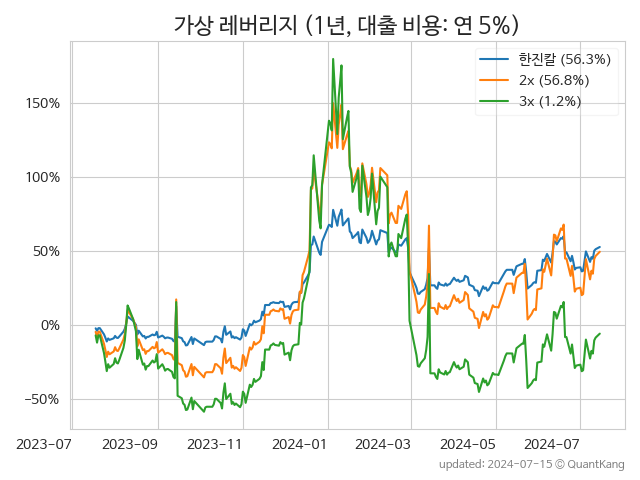 가상 레버리지 (1년, 대출 비용: 연 5%)
한진칼 (56.3%)
2x (56.8%)
3x (1.2%)
150%
100%
50%
0%
−50%
2023-07 2023-09 2023-11 2024-01 2024-03 2024-05 2024-07
updated: 2024-07-15 © QuantKang